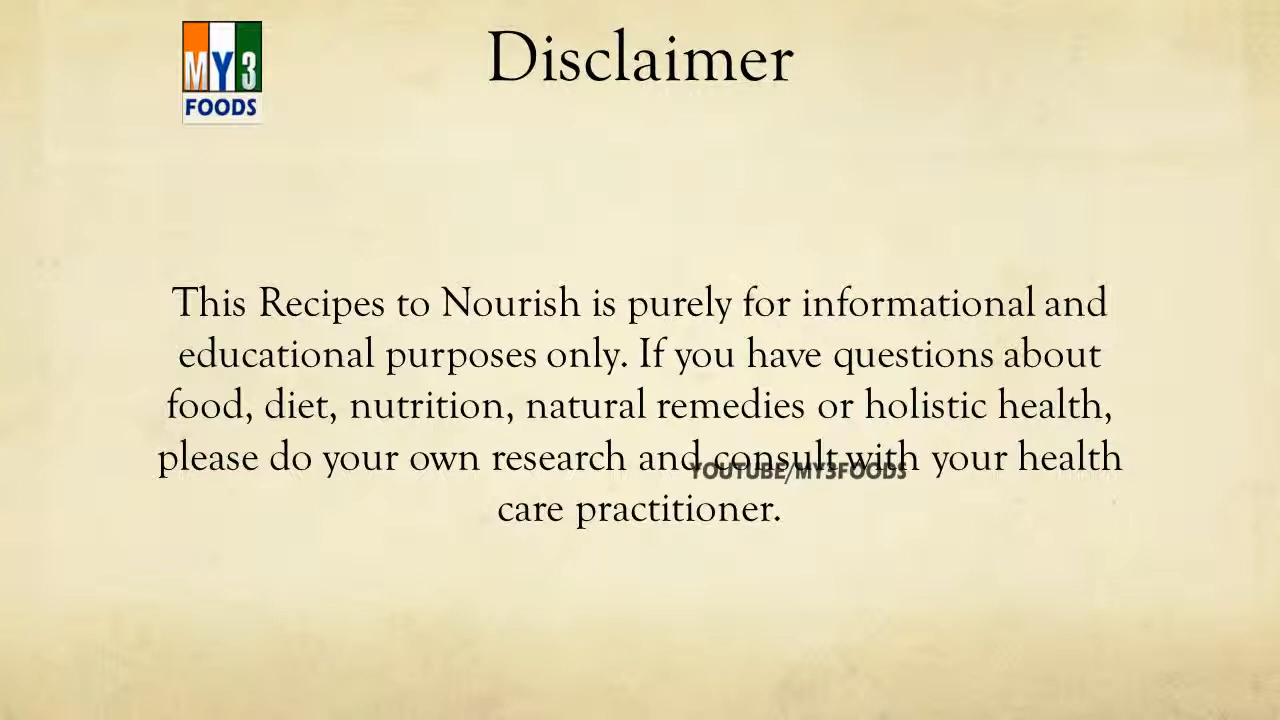 MY3
FOODS
Disclaimer
This Recipes to Nourish is purely for informational and
educational purposes only. If you have questions about
food, diet, nutrition, natural remedies or holistic health,
please do your own research and consult with your health
YOUTUBE/MY3FOODS
care practitioner.